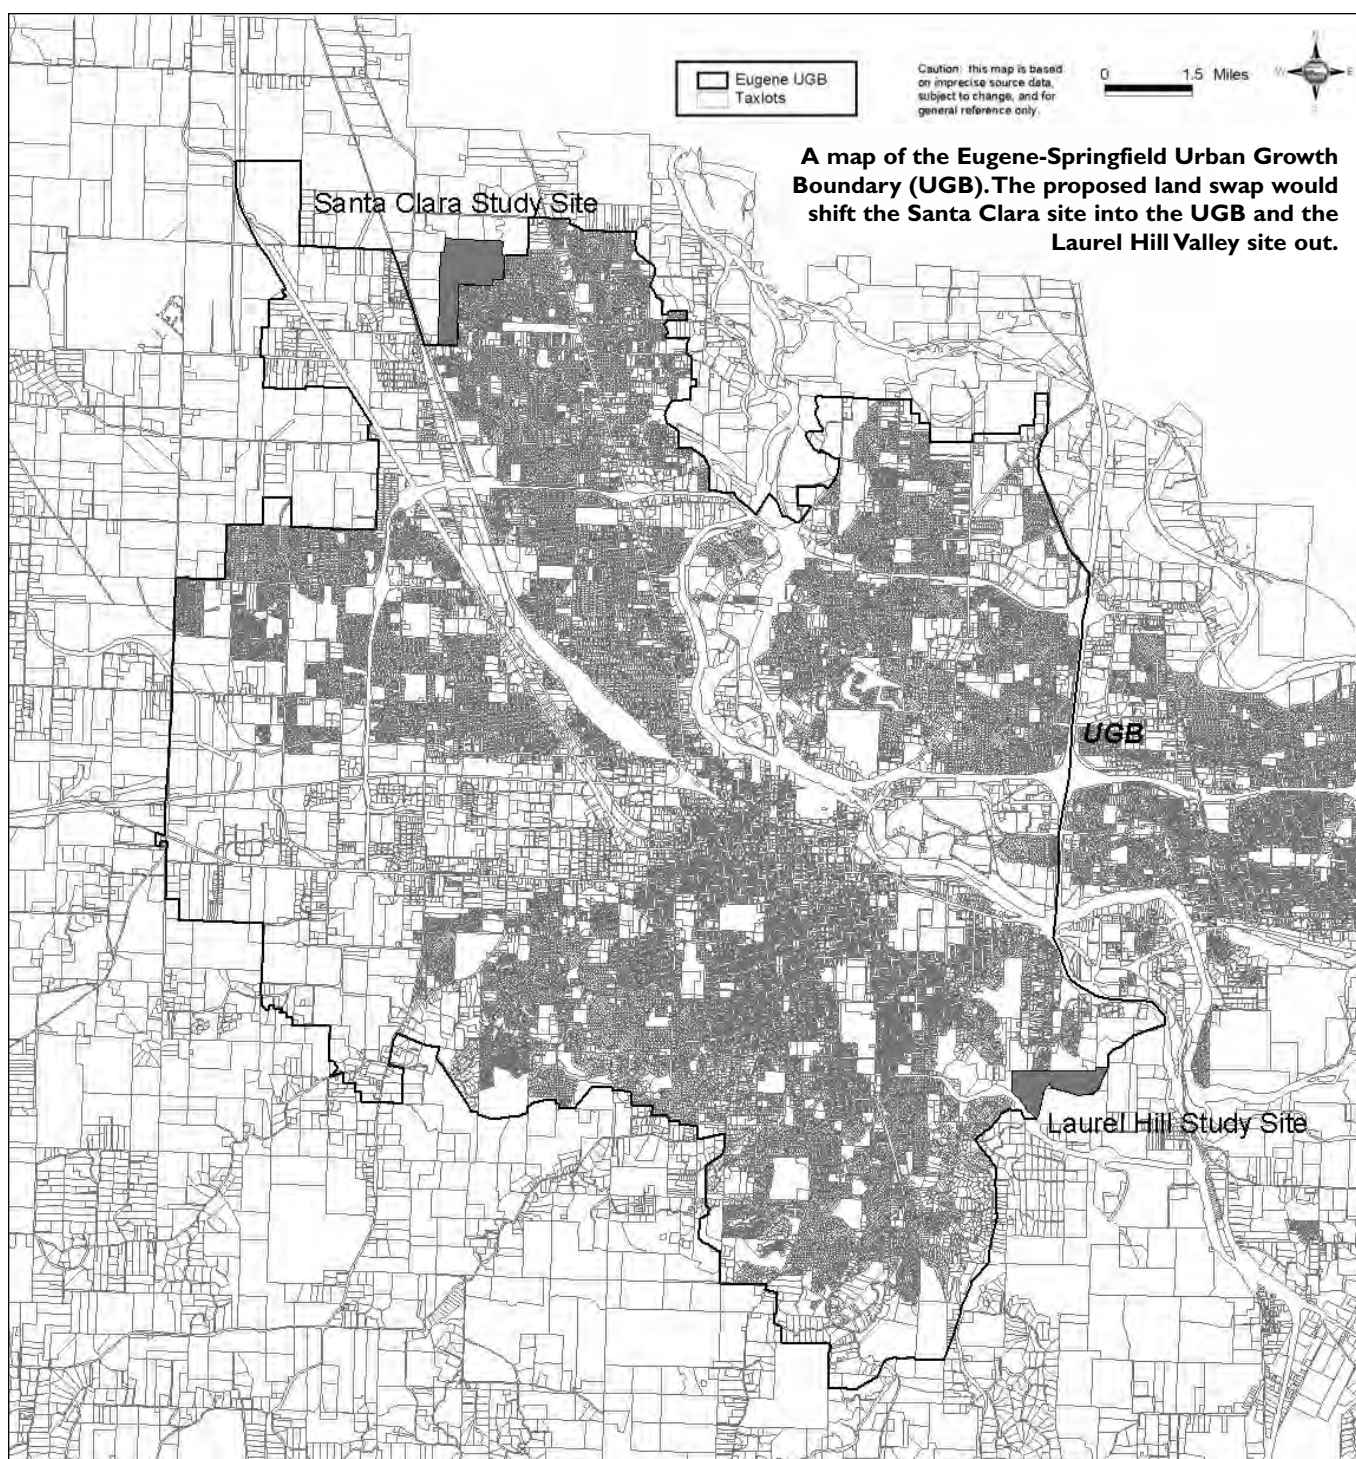 Eugene UGB
Taxlots
Caution: this map is based
on imprecise source data,
subject to change, and for
general reference only.
0 1.5 Miles
N
W E
S
A map of the Eugene-Springfield Urban Growth
Boundary (UGB). The proposed land swap would
shift the Santa Clara site into the UGB and the
Laurel Hill Valley site out.
Santa Clara Study Site
UGB
Laurel Hill Study Site